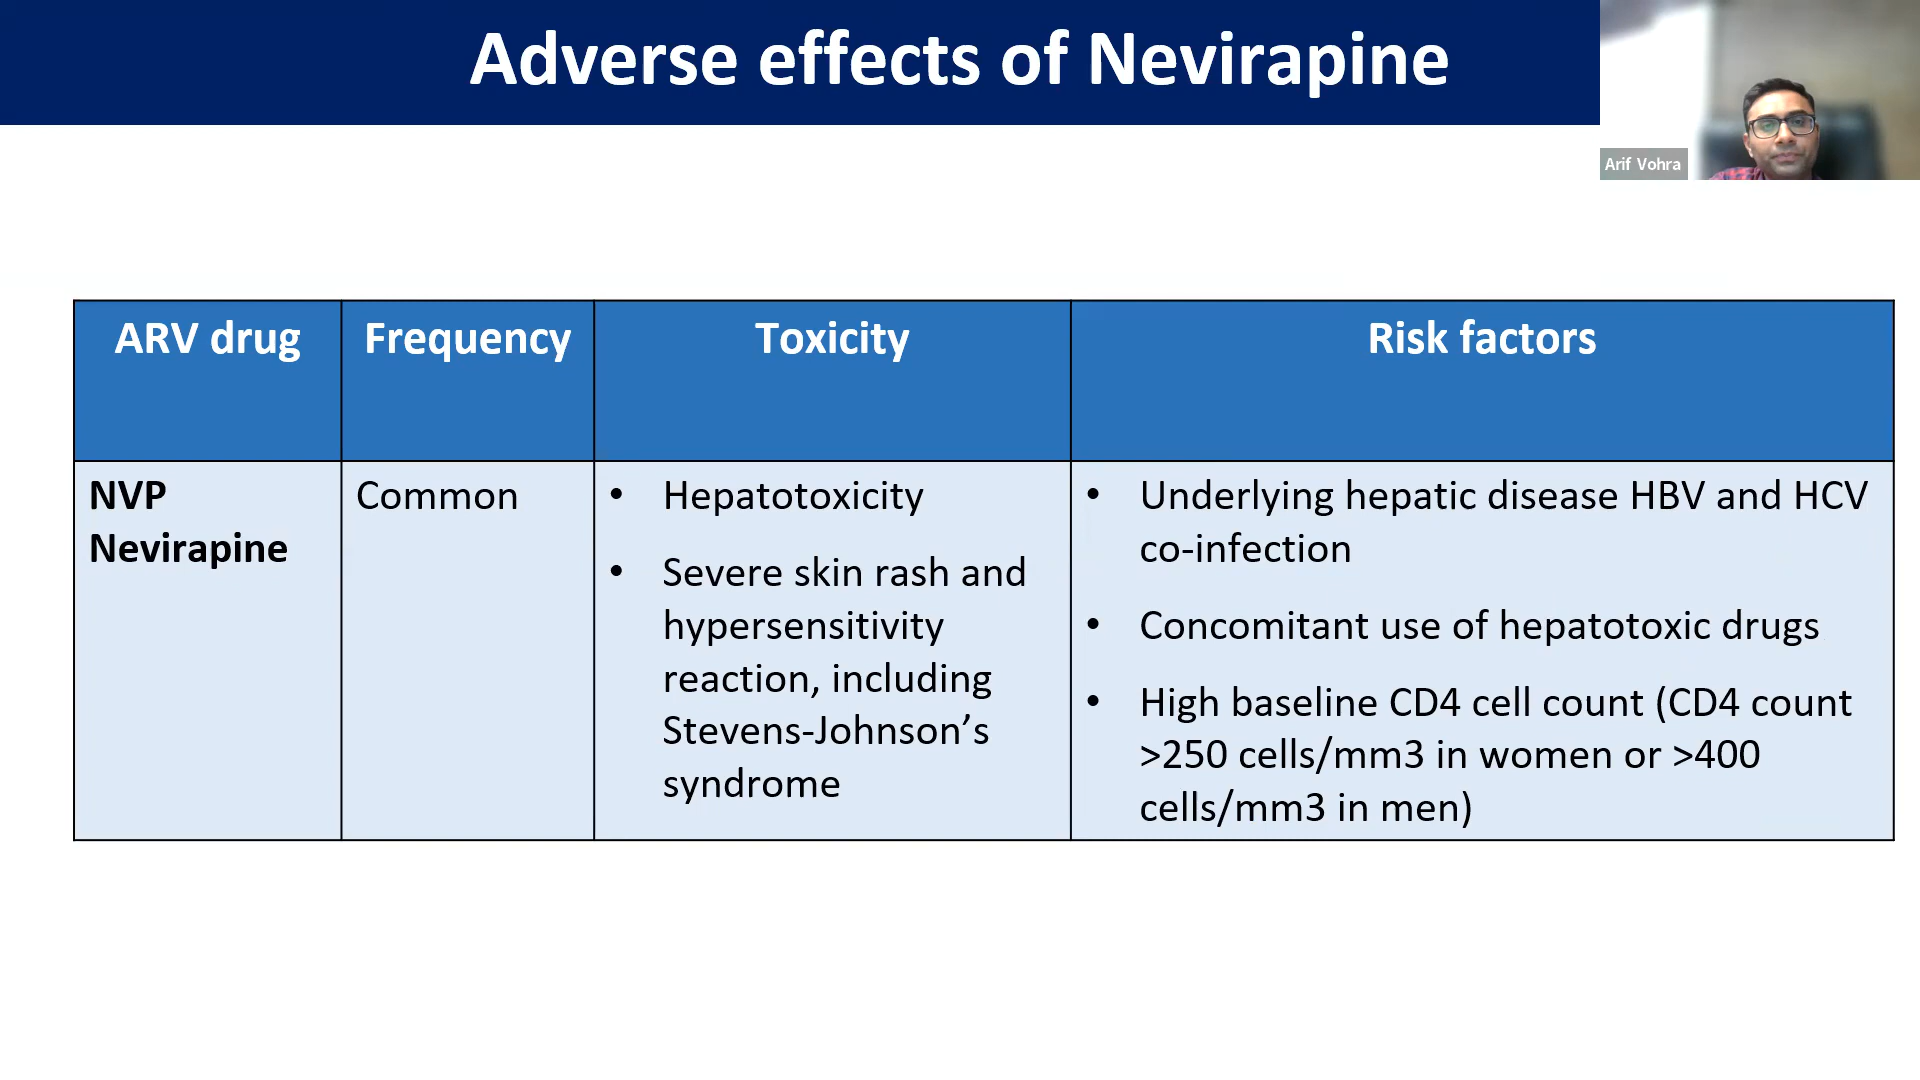 Adverse effects of Nevirapine
Arif Vohra
ARV drug
Frequency
Toxicity
Risk factors
NVP
Nevirapine
Common
• Hepatotoxicity
• Severe skin rash and
hypersensitivity
reaction, including
Stevens-Johnson’s
syndrome
• Underlying hepatic disease HBV and HCV
co-infection
• Concomitant use of hepatotoxic drugs
• High baseline CD4 cell count (CD4 count
>250 cells/mm3 in women or >400
cells/mm3 in men)